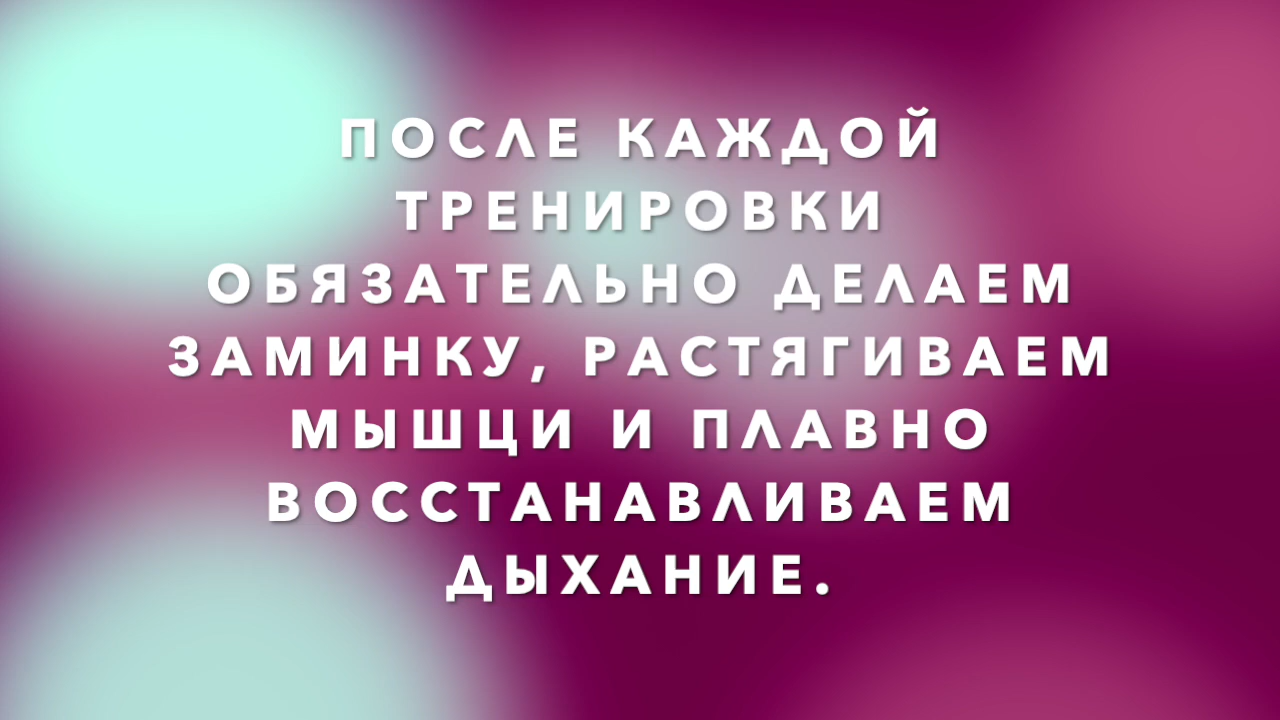 ПОСЛЕ КАЖДОЙ
ТРЕНИРОВКИ
ОБЯЗАТЕЛЬНО ДЕЛАЕМ
ЗАМИНКУ, РАСТЯГИВАЕМ
МЫШЦИ И ПЛАВНО
ВОССТАНАВЛИВАЕМ
ДЫХАНИЕ.